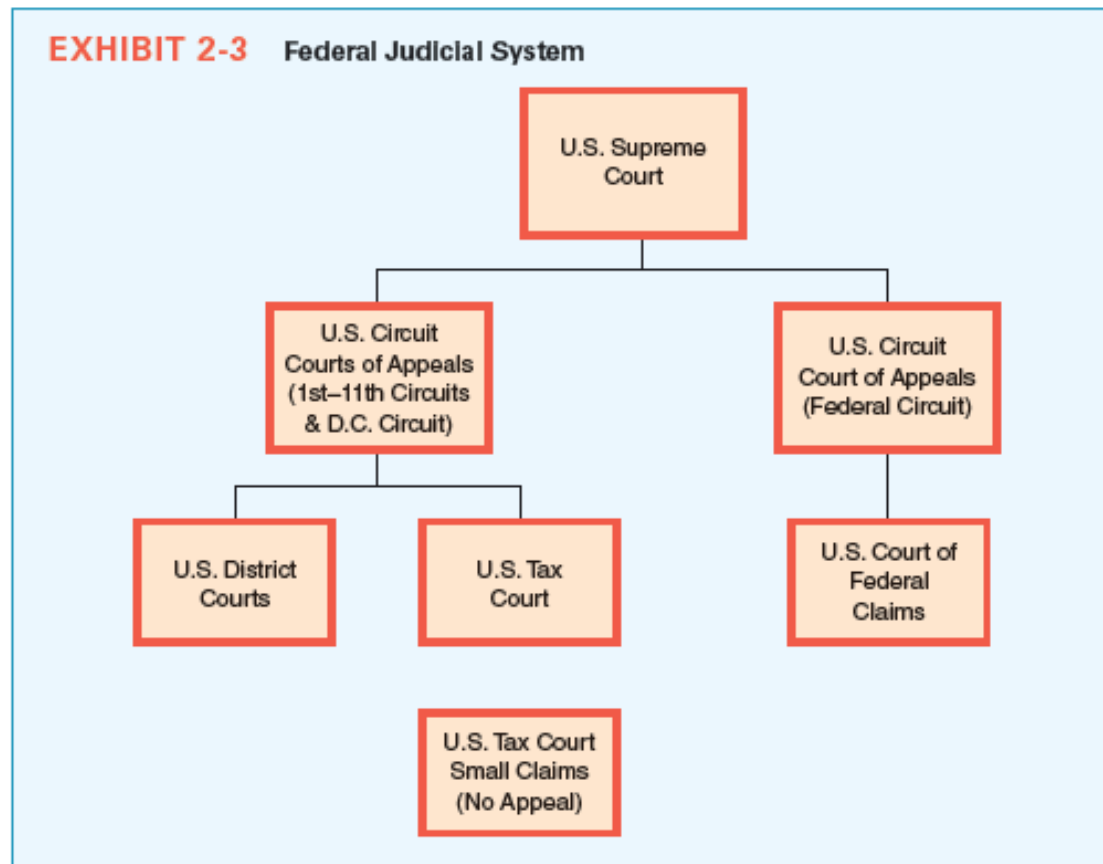 EXHIBIT 2-3 Federal Judicial System
U.S. Supreme
Court
U.S. Circuit
Courts of Appeals
(1st–11th Circuits
& D.C. Circuit)
U.S. Circuit
Court of Appeals
(Federal Circuit)
U.S. District
Courts
U.S. Tax
Court
U.S. Court of
Federal
Claims
U.S. Tax Court
Small Claims
(No Appeal)